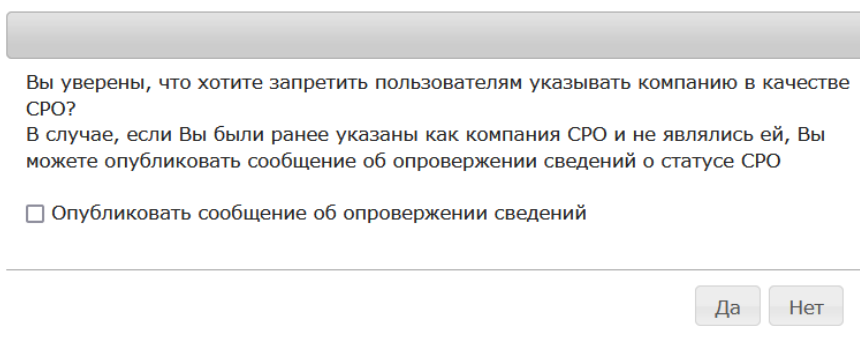 Вы уверены, что хотите запретить пользователям указывать компанию в качестве
СРО?
В случае, если Вы были ранее указаны как компания СРО и не являлись ей, Вы
можете опубликовать сообщение об опровержении сведений о статусе СРО
Опубликовать сообщение об опровержении сведений
Да Нет